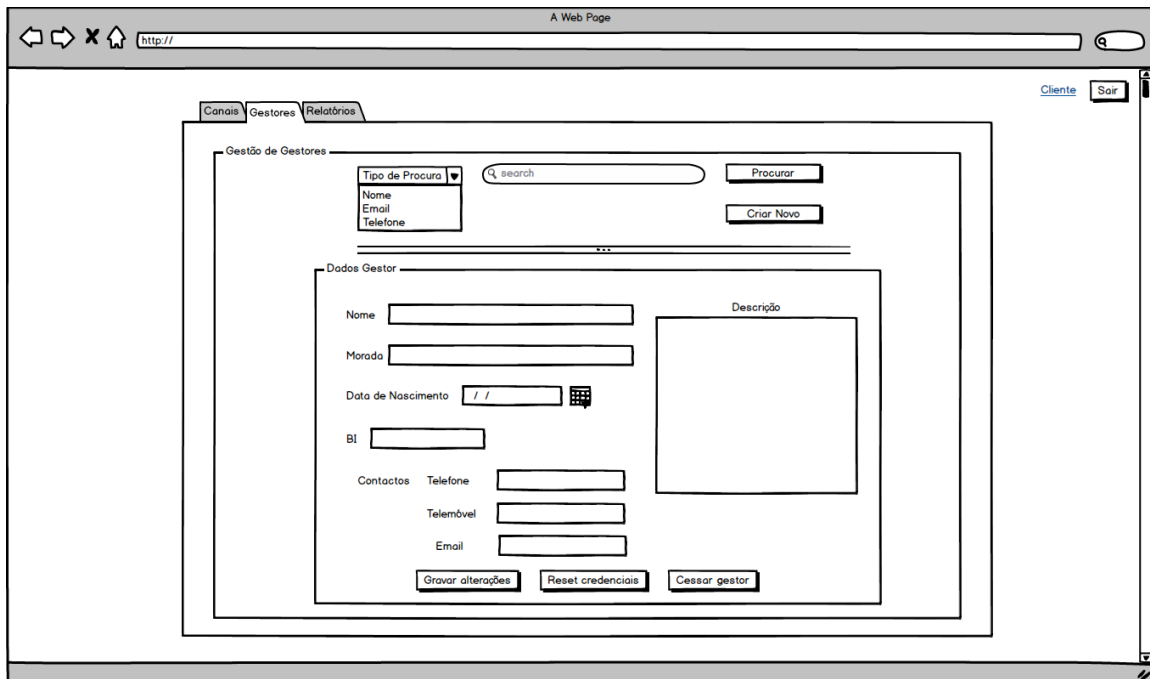 A Web Page
http://
Cliente Sair
Canais Gestores Relatórios
Gestão de Gestores
Tipo de Procura search Procurar
Nome
Email
Telefone
Criar Novo
Dados Gestor
Nome
Descrição
Morada
Data de Nascimento / /
BI
Contactos Telefone
Telemóvel
Email
Gravar alterações Reset credenciais Cessar gestor